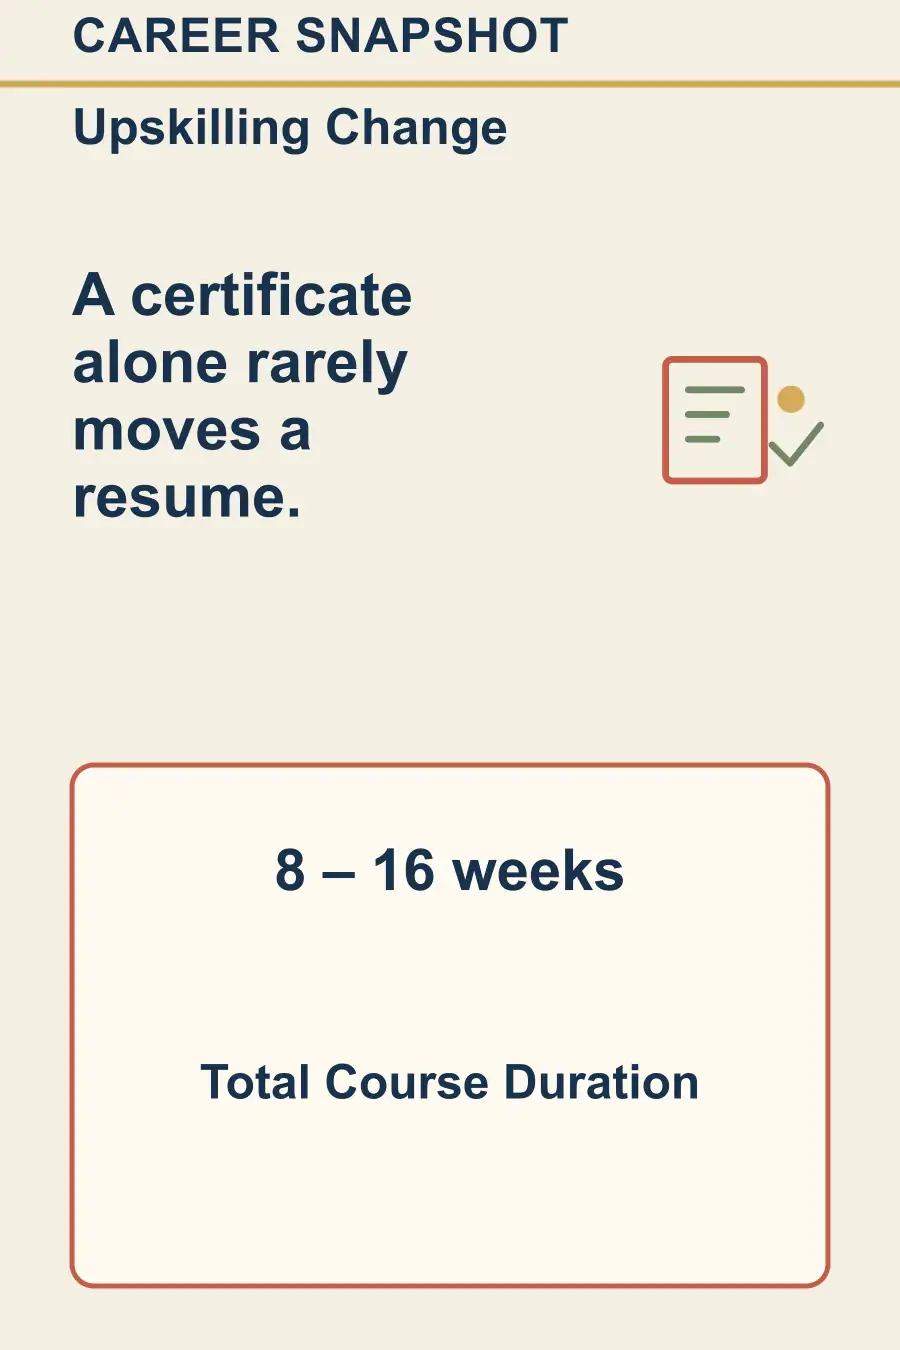 CAREER SNAPSHOT
Upskilling Change
A certificate
alone rarely
moves a
resume.
8 – 16 weeks
Total Course Duration